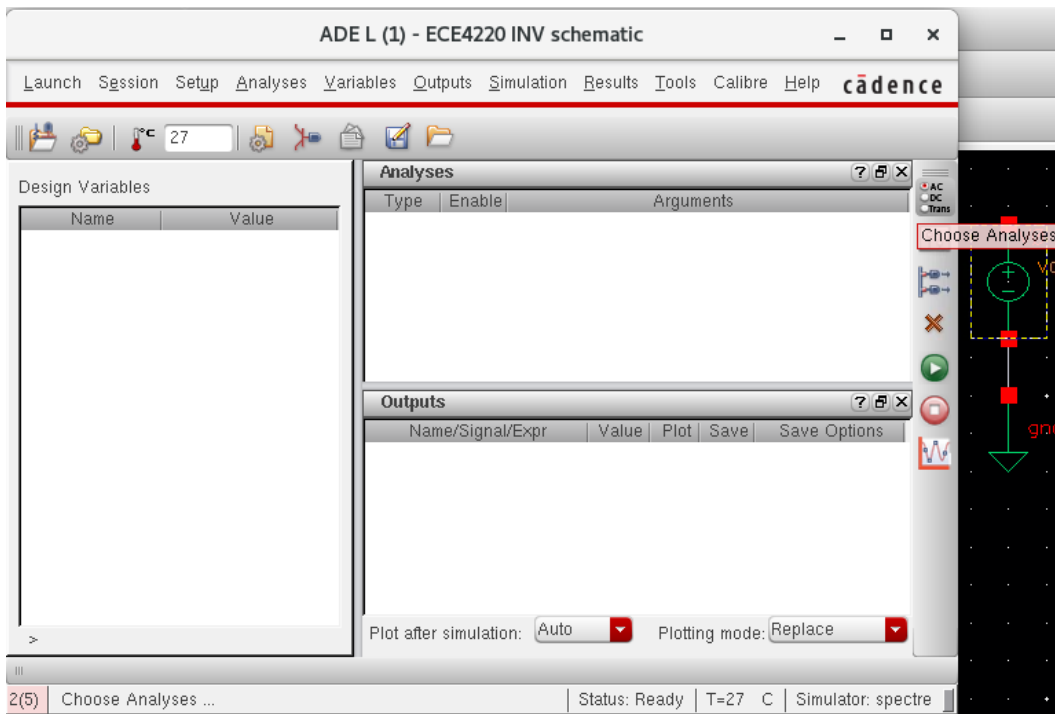 ADE L (1) - ECE4220 INV schematic
Launch Session Setup Analyses Variables Outputs Simulation Results Tools Calibre Help cādence
°C 27
Design Variables
Name Value
>
Analyses
Type Enable Arguments
AC
DC
Trans
Choose Analyses
Outputs
Name/Signal/Expr Value Plot Save Save Options
Plot after simulation: Auto Plotting mode: Replace
2(5) Choose Analyses ... Status: Ready T=27 C Simulator: spectre